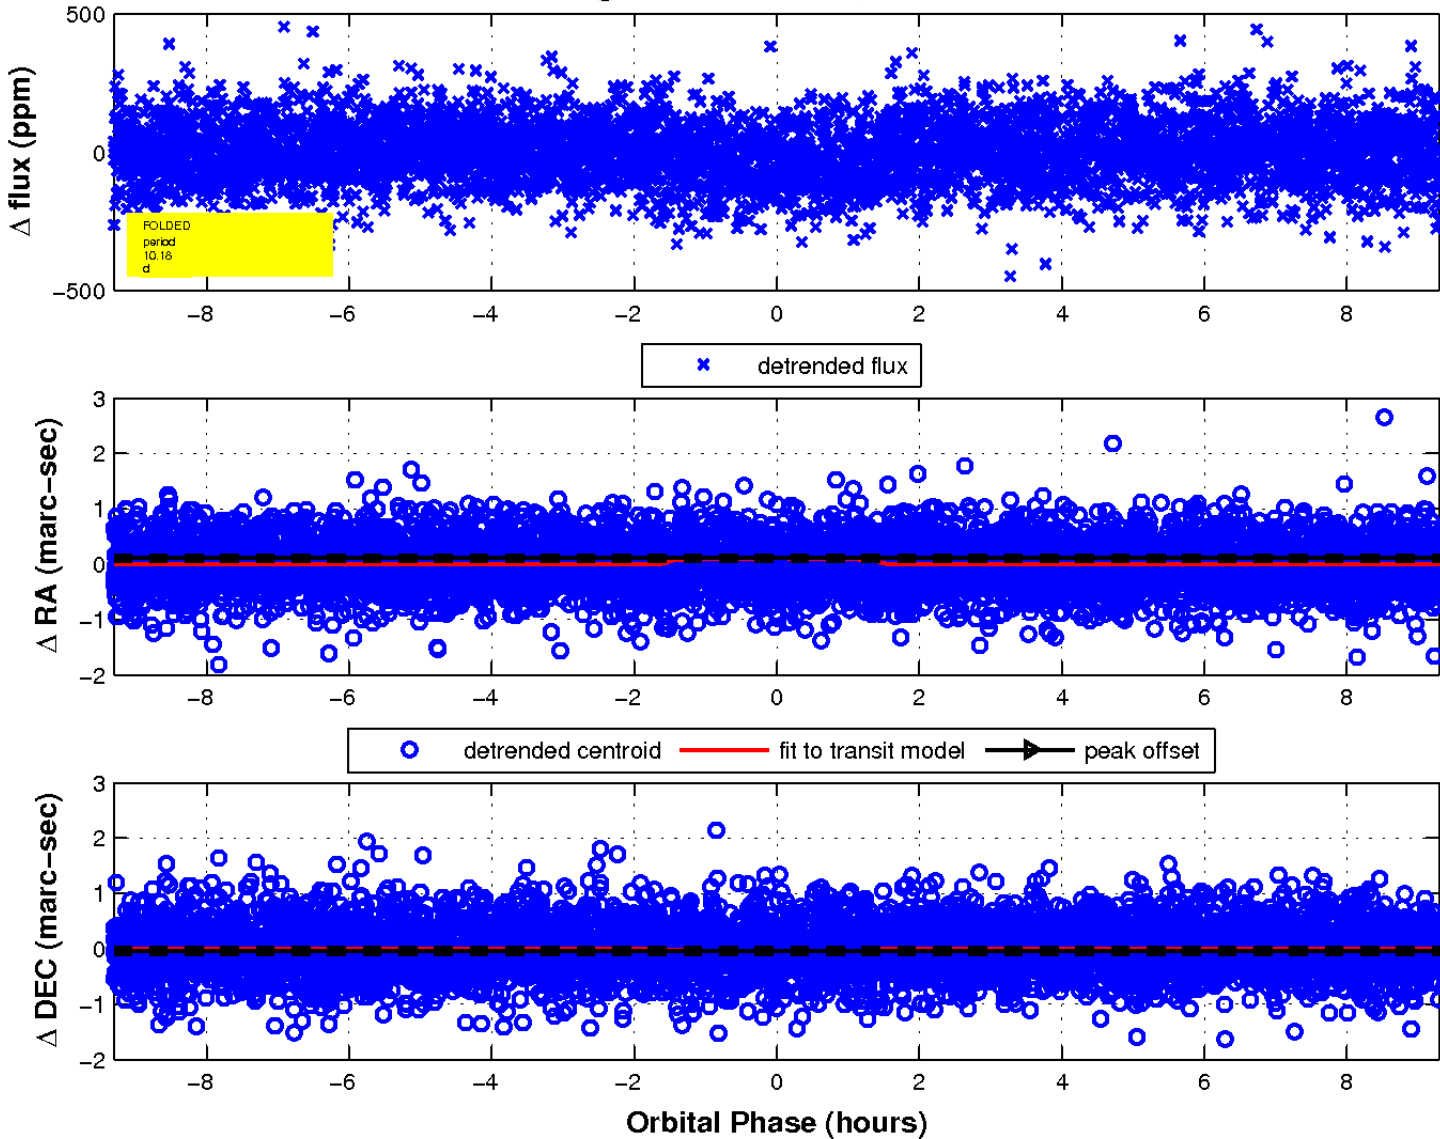 500
0
−500
Δ flux (ppm)
FOLDED
period
10.18
d
−8 −6 −4 −2 0 2 4 6 8
detrended flux
3
2
1
0
−1
−2
Δ RA (marc−sec)
−8 −6 −4 −2 0 2 4 6 8
detrended centroid fit to transit model peak offset
3
2
1
0
−1
−2
Δ DEC (marc−sec)
−8 −6 −4 −2 0 2 4 6 8
Orbital Phase (hours)